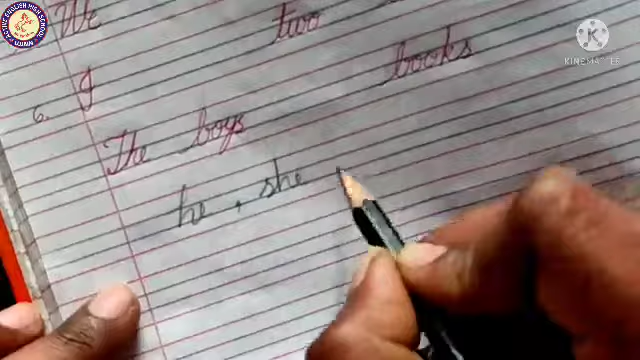 We two
I books
6. The boys
he, she
KINEMASTER